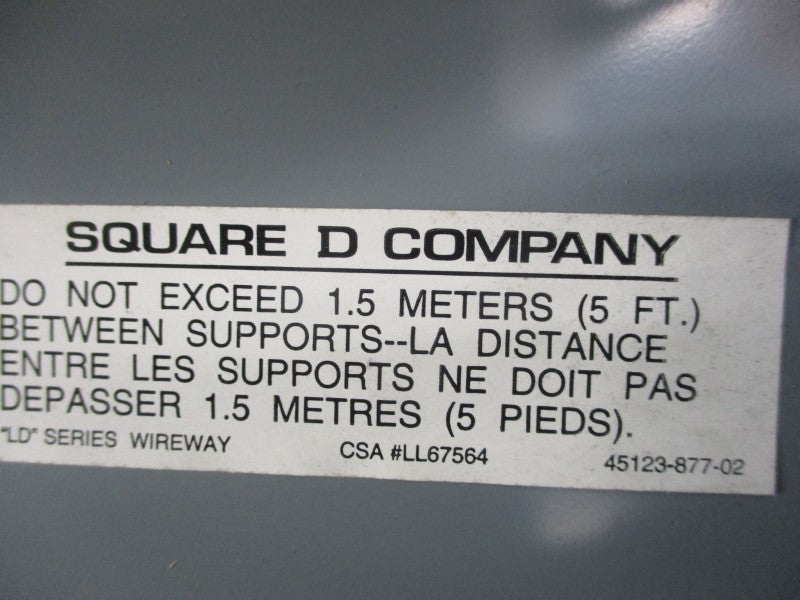 SQUARE D COMPANY
DO NOT EXCEED 1.5 METERS (5 FT.)
BETWEEN SUPPORTS--LA DISTANCE
ENTRE LES SUPPORTS NE DOIT PAS
DEPASSER 1.5 METRES (5 PIEDS).
"LD" SERIES WIREWAY CSA #LL67564 45123-877-02